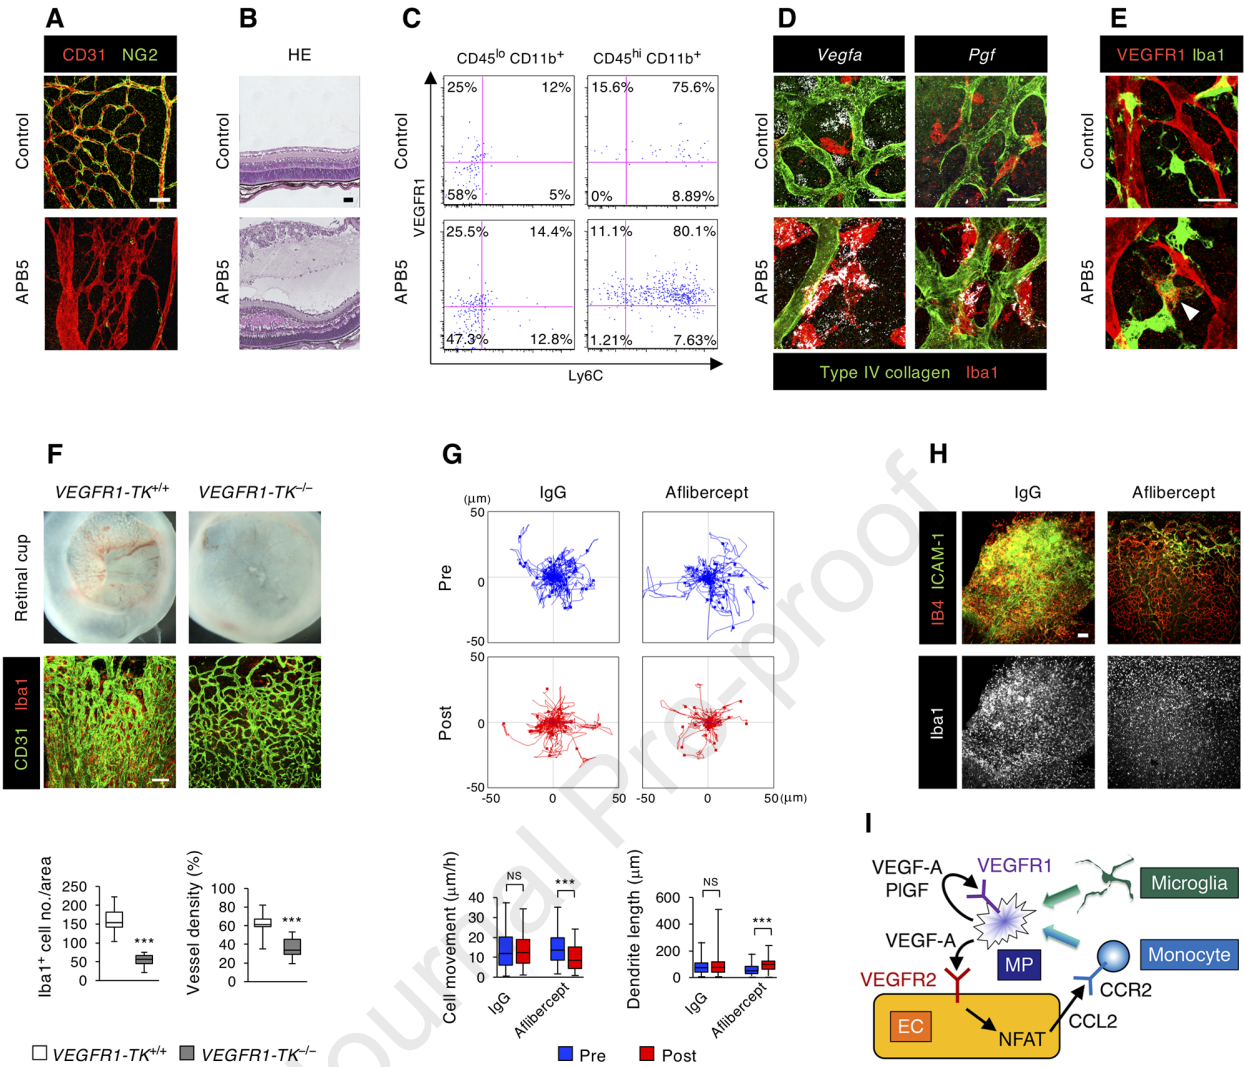 A
CD31 NG2
Control
APB5
B
HE
Control
APB5
C
CD45lo CD11b+ CD45hi CD11b+
VEGFR1
Control
25% 12% 15.6% 75.6%
58% 5% 0% 8.89%
APB5
25.5% 14.4% 11.1% 80.1%
47.3% 12.8% 1.21% 7.63%
Ly6C
D
Vegfa Pgf
Control
APB5
Type IV collagen Iba1
E
VEGFR1 Iba1
Control
APB5
F
VEGFR1-TK+/+ VEGFR1-TK−/−
Retinal cup
CD31 Iba1
Iba1+ cell no./area
250
200
150
100
50
0
***
Vessel density (%)
100
80
60
40
20
0
***
VEGFR1-TK+/+ VEGFR1-TK−/−
G
(μm) IgG Aflibercept
Pre
50
0
-50
Post
50
0
-50
-50 0 50 -50 0 50 (μm)
Cell movement (μm/h)
40
30
20
10
0
NS ***
IgG Aflibercept
Dendrite length (μm)
600
400
200
0
NS ***
IgG Aflibercept
Pre Post
H
IgG Aflibercept
IB4 ICAM-1
Iba1
I
VEGF-A
PlGF
VEGFR1
Microglia
VEGF-A
MP
Monocyte
VEGFR2
CCR2
EC
NFAT
CCL2
Journal Pre-proof